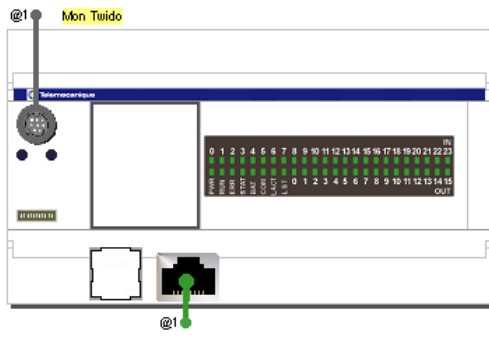 @1 Mon Twido
Telemecanique
IN
0 1 2 3 4 5 6 7 8 9 10 11 12 13 14 15 16 17 18 19 20 21 22 23
PWR RUN ERR STAT BAT COM LACT LST 0 1 2 3 4 5 6 7 8 9 10 11 12 13 14 15
OUT
@1